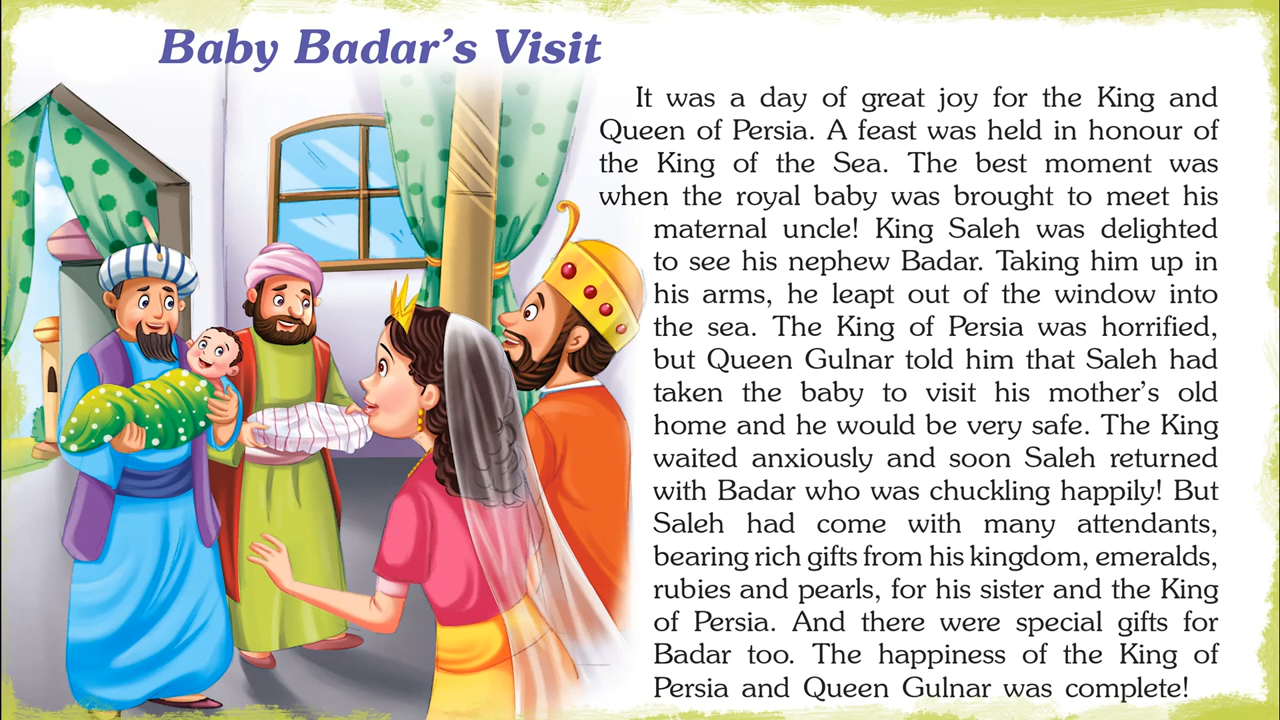 Baby Badar's Visit
It was a day of great joy for the King and
Queen of Persia. A feast was held in honour of
the King of the Sea. The best moment was
when the royal baby was brought to meet his
maternal uncle! King Saleh was delighted
to see his nephew Badar. Taking him up in
his arms, he leapt out of the window into
the sea. The King of Persia was horrified,
but Queen Gulnar told him that Saleh had
taken the baby to visit his mother's old
home and he would be very safe. The King
waited anxiously and soon Saleh returned
with Badar who was chuckling happily! But
Saleh had come with many attendants,
bearing rich gifts from his kingdom, emeralds,
rubies and pearls, for his sister and the King
of Persia. And there were special gifts for
Badar too. The happiness of the King of
Persia and Queen Gulnar was complete!